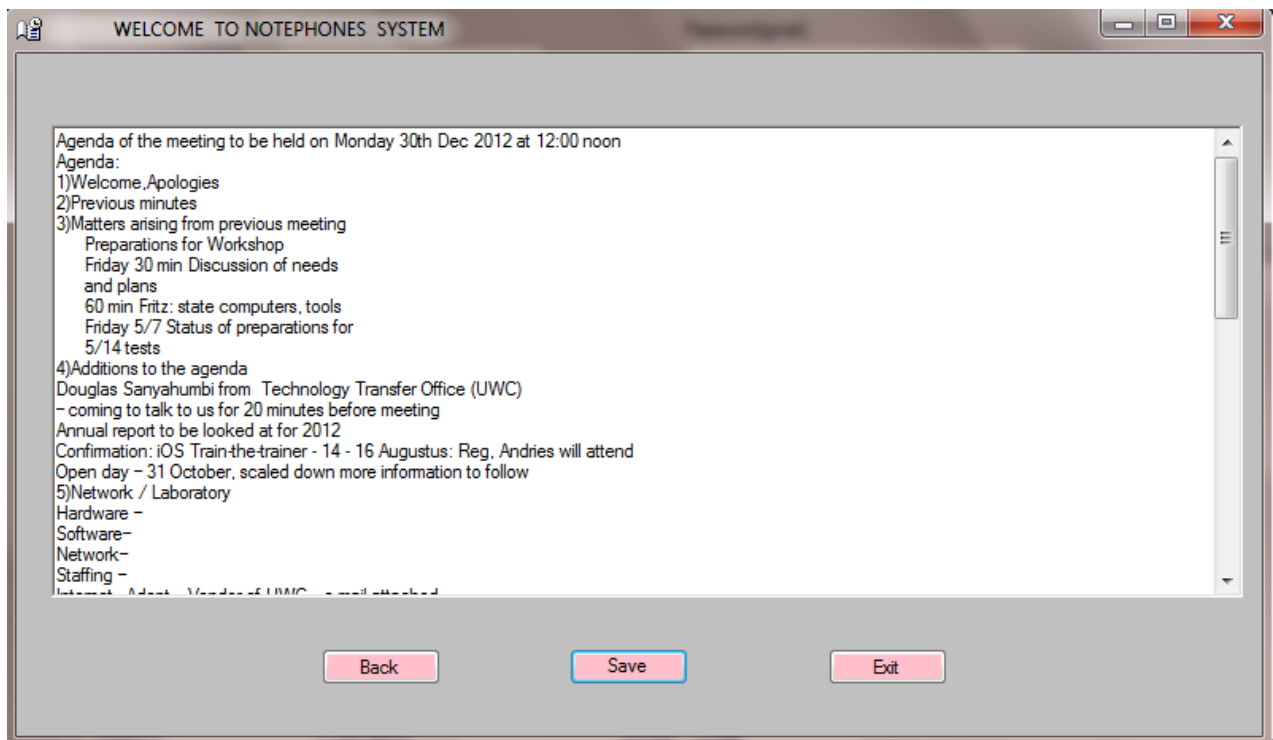 WELCOME TO NOTEPHONES SYSTEM
Agenda of the meeting to be held on Monday 30th Dec 2012 at 12:00 noon
Agenda:
1)Welcome,Apologies
2)Previous minutes
3)Matters arising from previous meeting
Preparations for Workshop
Friday 30 min Discussion of needs
and plans
60 min Fritz: state computers, tools
Friday 5/7 Status of preparations for
5/14 tests
4)Additions to the agenda
Douglas Sanyahumbi from Technology Transfer Office (UWC)
– coming to talk to us for 20 minutes before meeting
Annual report to be looked at for 2012
Confirmation: iOS Train-the-trainer - 14 - 16 Augustus: Reg, Andries will attend
Open day – 31 October, scaled down more information to follow
5)Network / Laboratory
Hardware –
Software–
Network–
Staffing –
Back Save Exit